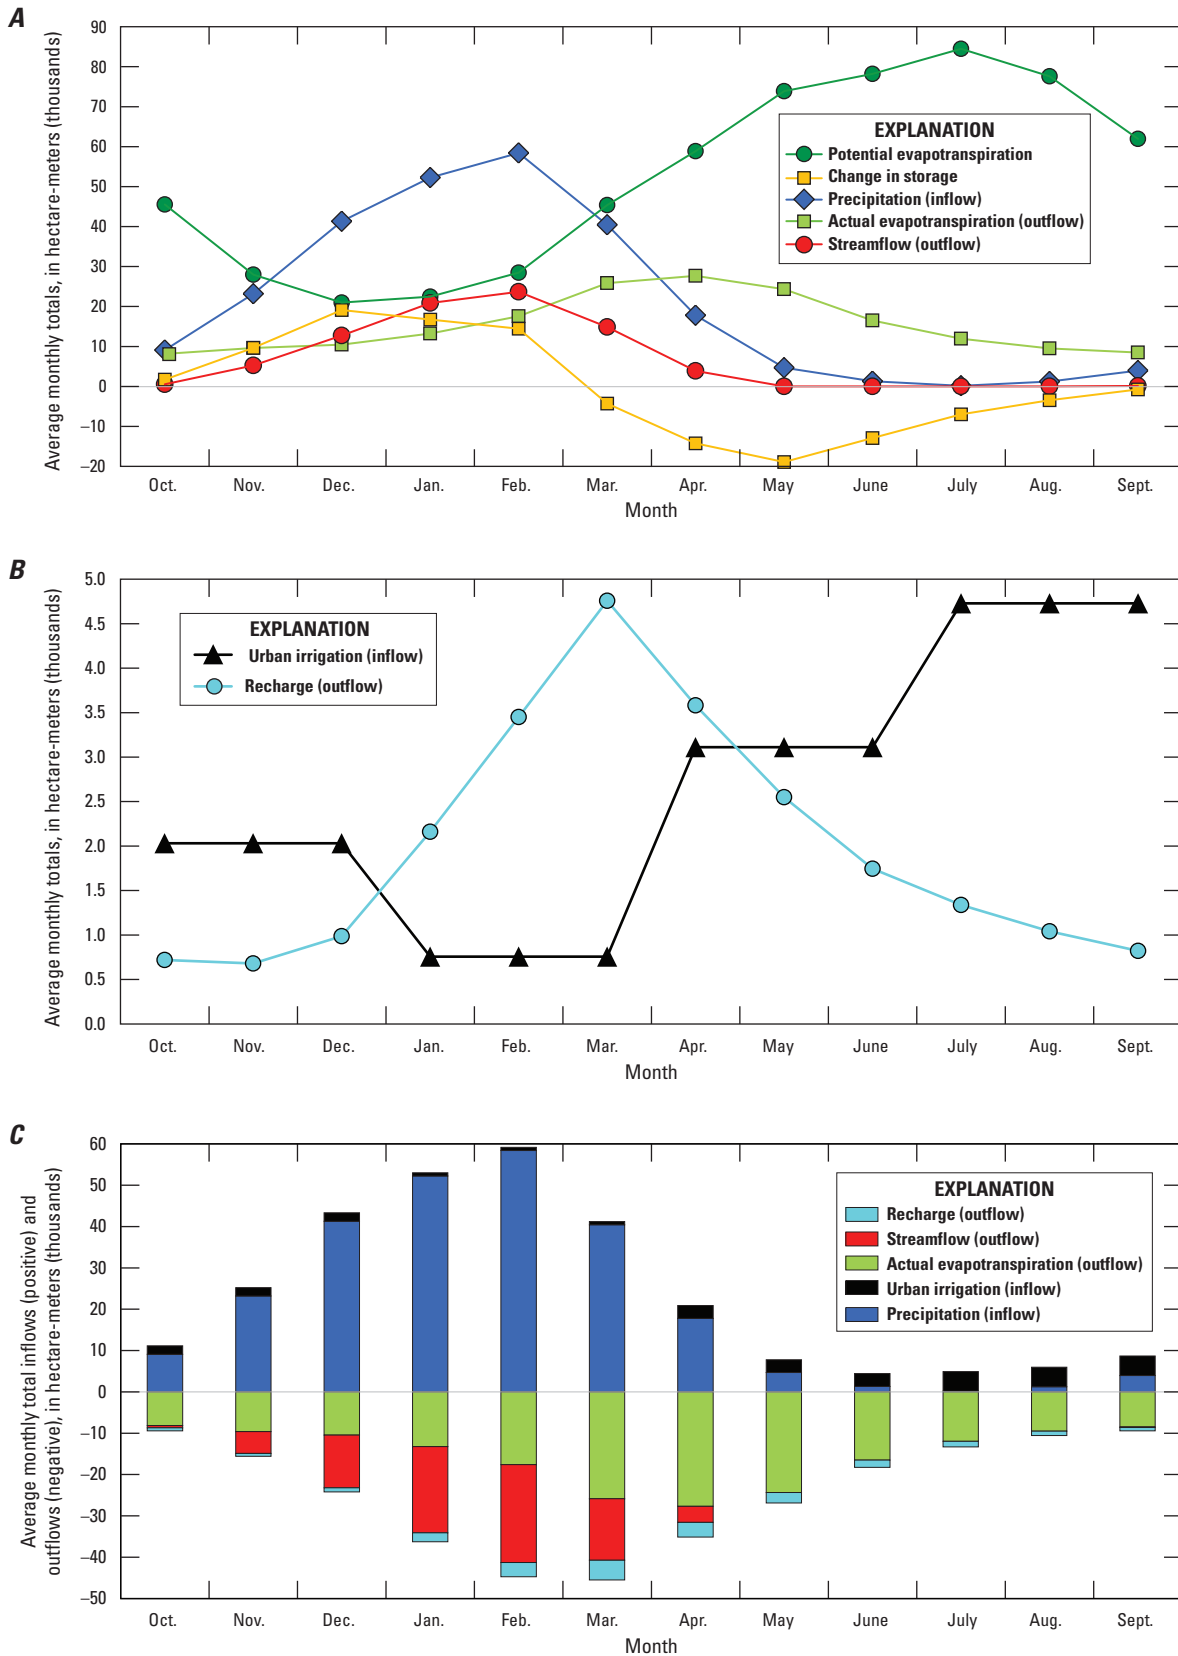 A
Average monthly totals, in hectare-meters (thousands)
90
80
70
60
50
40
30
20
10
0
–10
–20
EXPLANATION
Potential evapotranspiration
Change in storage
Precipitation (inflow)
Actual evapotranspiration (outflow)
Streamflow (outflow)
Oct. Nov. Dec. Jan. Feb. Mar. Apr. May June July Aug. Sept.
Month
B
Average monthly totals, in hectare-meters (thousands)
5.0
4.5
4.0
3.5
3.0
2.5
2.0
1.5
1.0
0.5
0.0
EXPLANATION
Urban irrigation (inflow)
Recharge (outflow)
Oct. Nov. Dec. Jan. Feb. Mar. Apr. May June July Aug. Sept.
Month
C
Average monthly total inflows (positive) and
outflows (negative), in hectare-meters (thousands)
60
50
40
30
20
10
0
–10
–20
–30
–40
–50
EXPLANATION
Recharge (outflow)
Streamflow (outflow)
Actual evapotranspiration (outflow)
Urban irrigation (inflow)
Precipitation (inflow)
Oct. Nov. Dec. Jan. Feb. Mar. Apr. May June July Aug. Sept.
Month